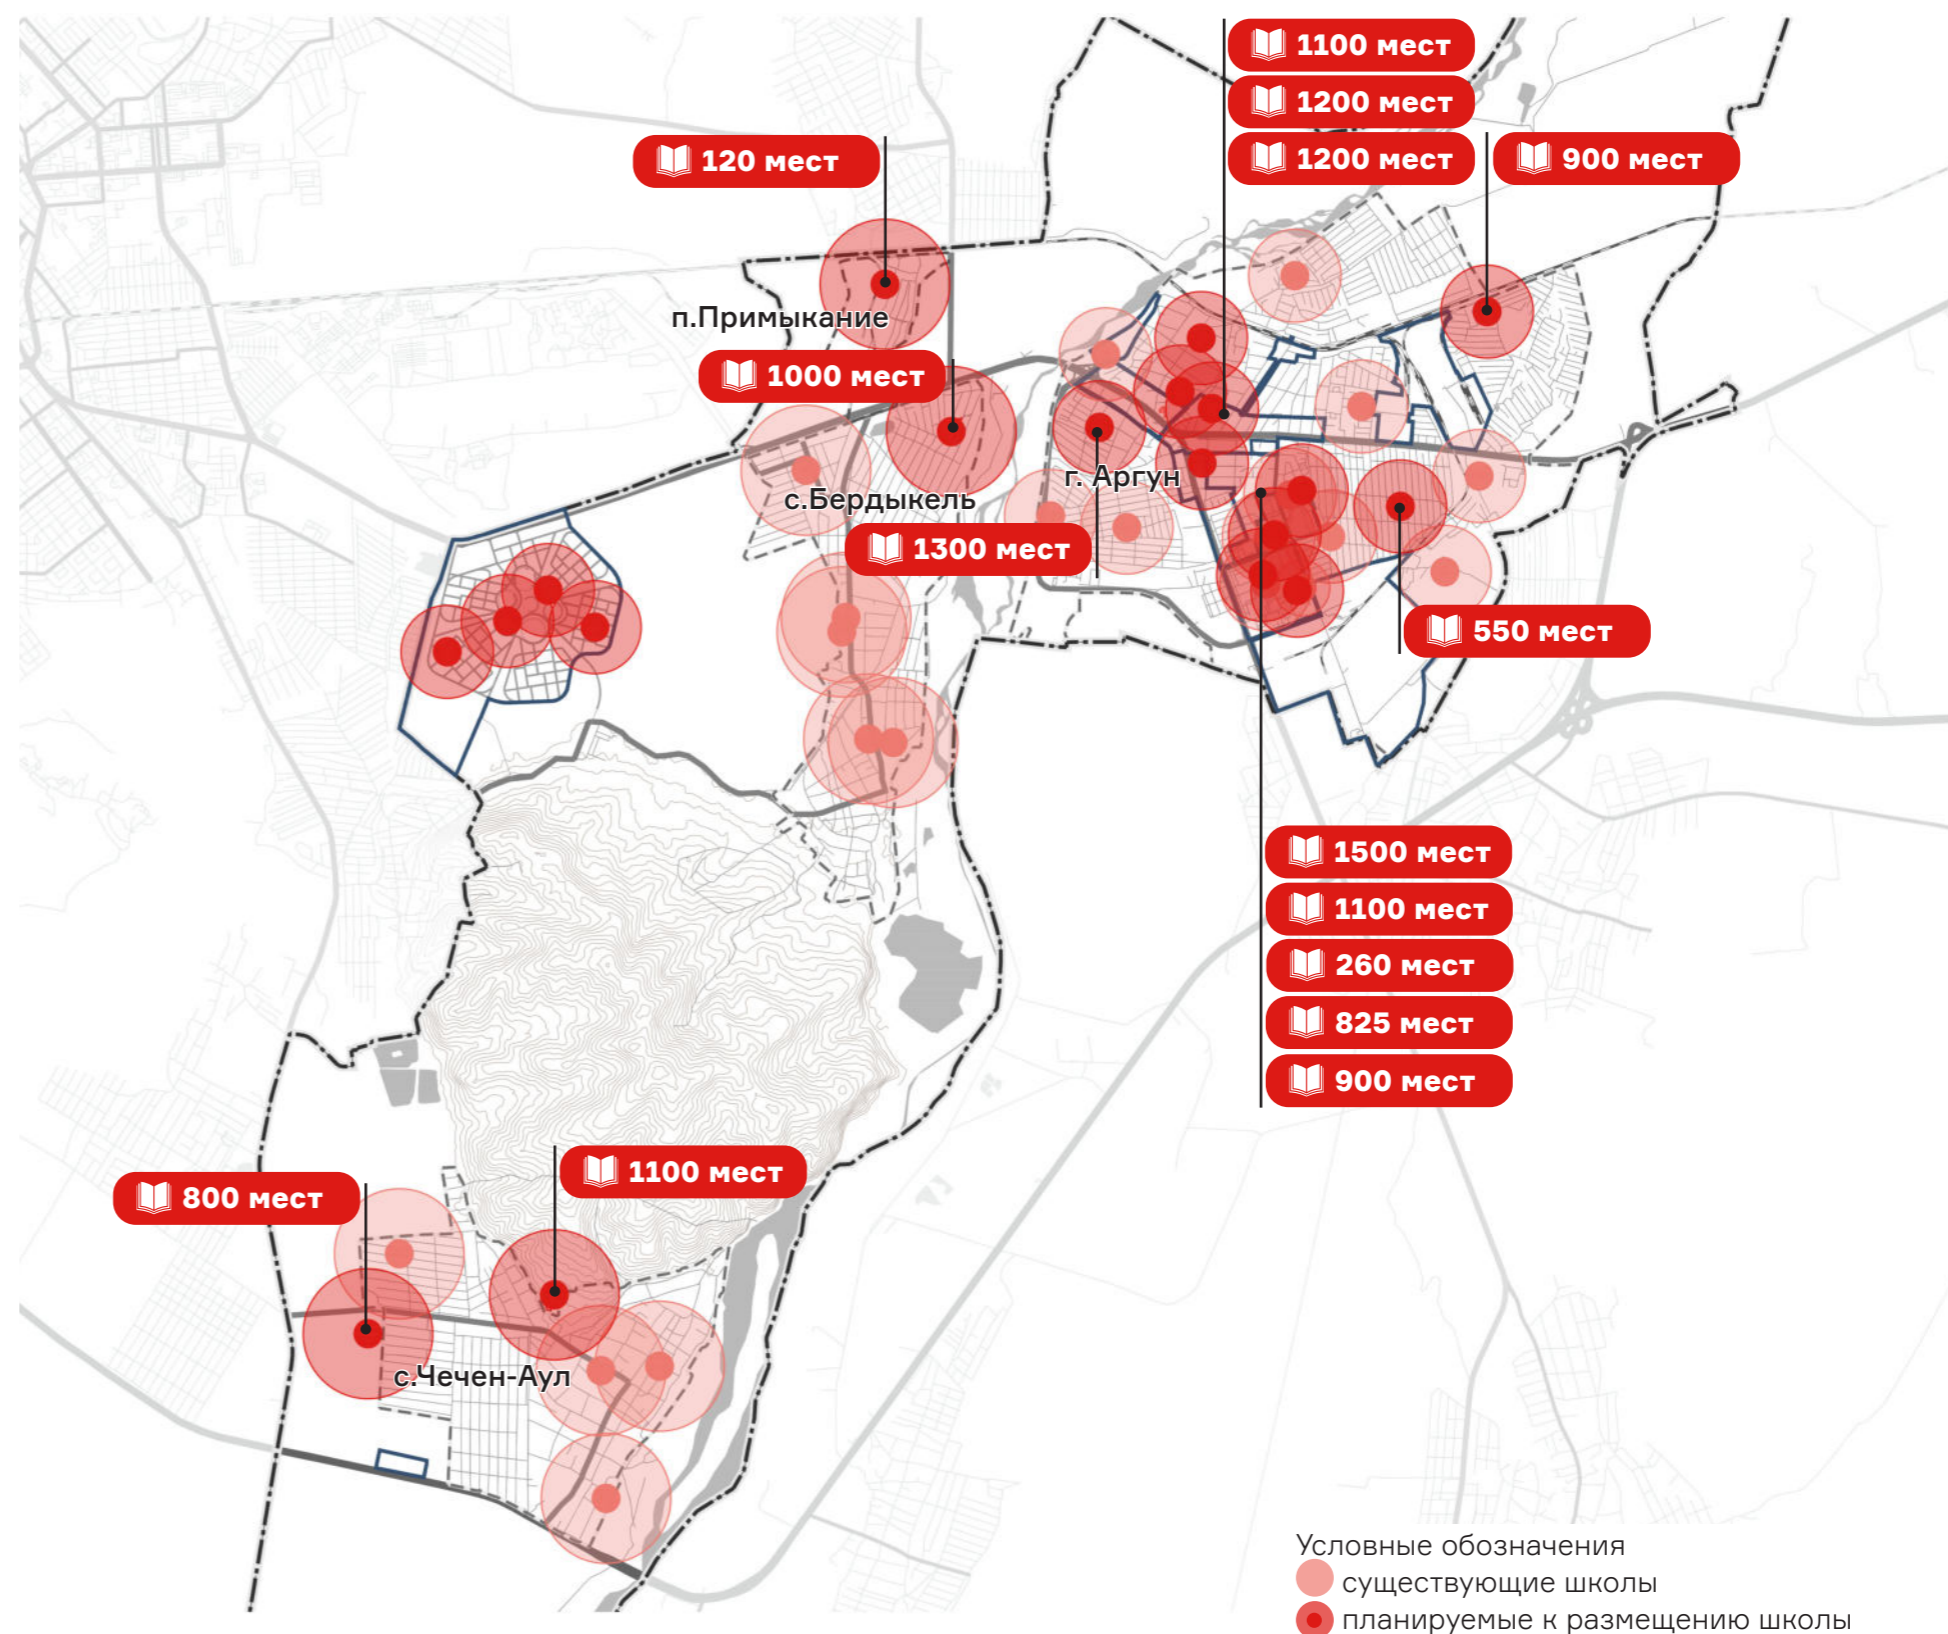 1100 мест
1200 мест
1200 мест
120 мест
900 мест
п.Примыкание
1000 мест
г. Аргун
с.Бердыкель
1300 мест
550 мест
1500 мест
1100 мест
260 мест
825 мест
900 мест
1100 мест
800 мест
с.Чечен-Аул
Условные обозначения
существующие школы
планируемые к размещению школы